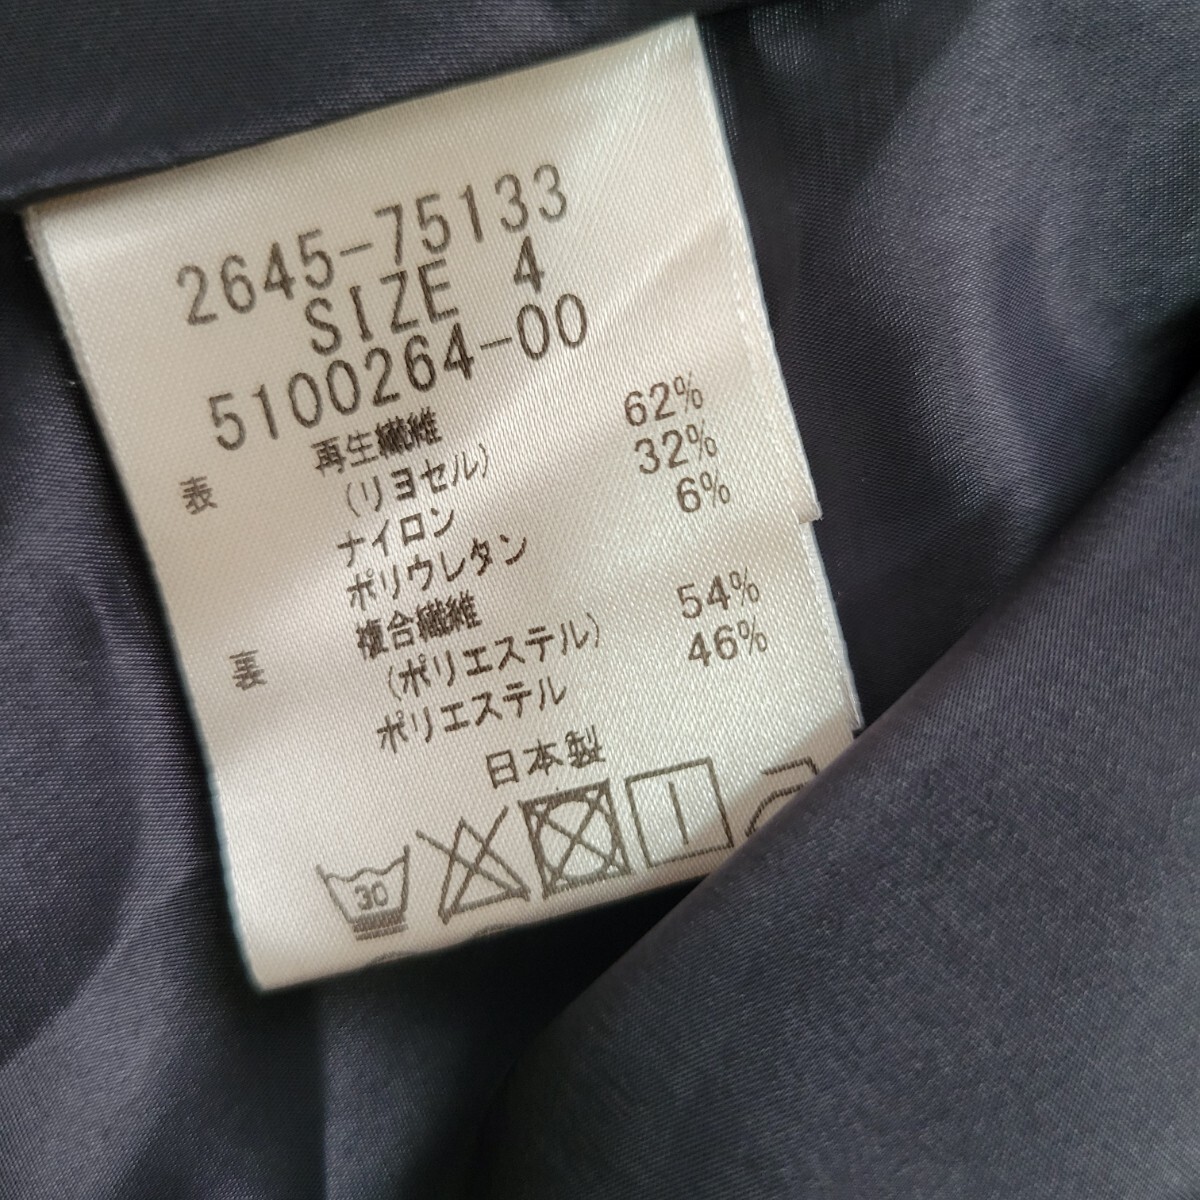 2645-75133
SIZE 4
5100264-00
表 再生繊維 62%
(リヨセル)
ナイロン 32%
ポリウレタン 6%
裏 複合繊維 54%
(ポリエステル)
ポリエステル 46%
日本製
30